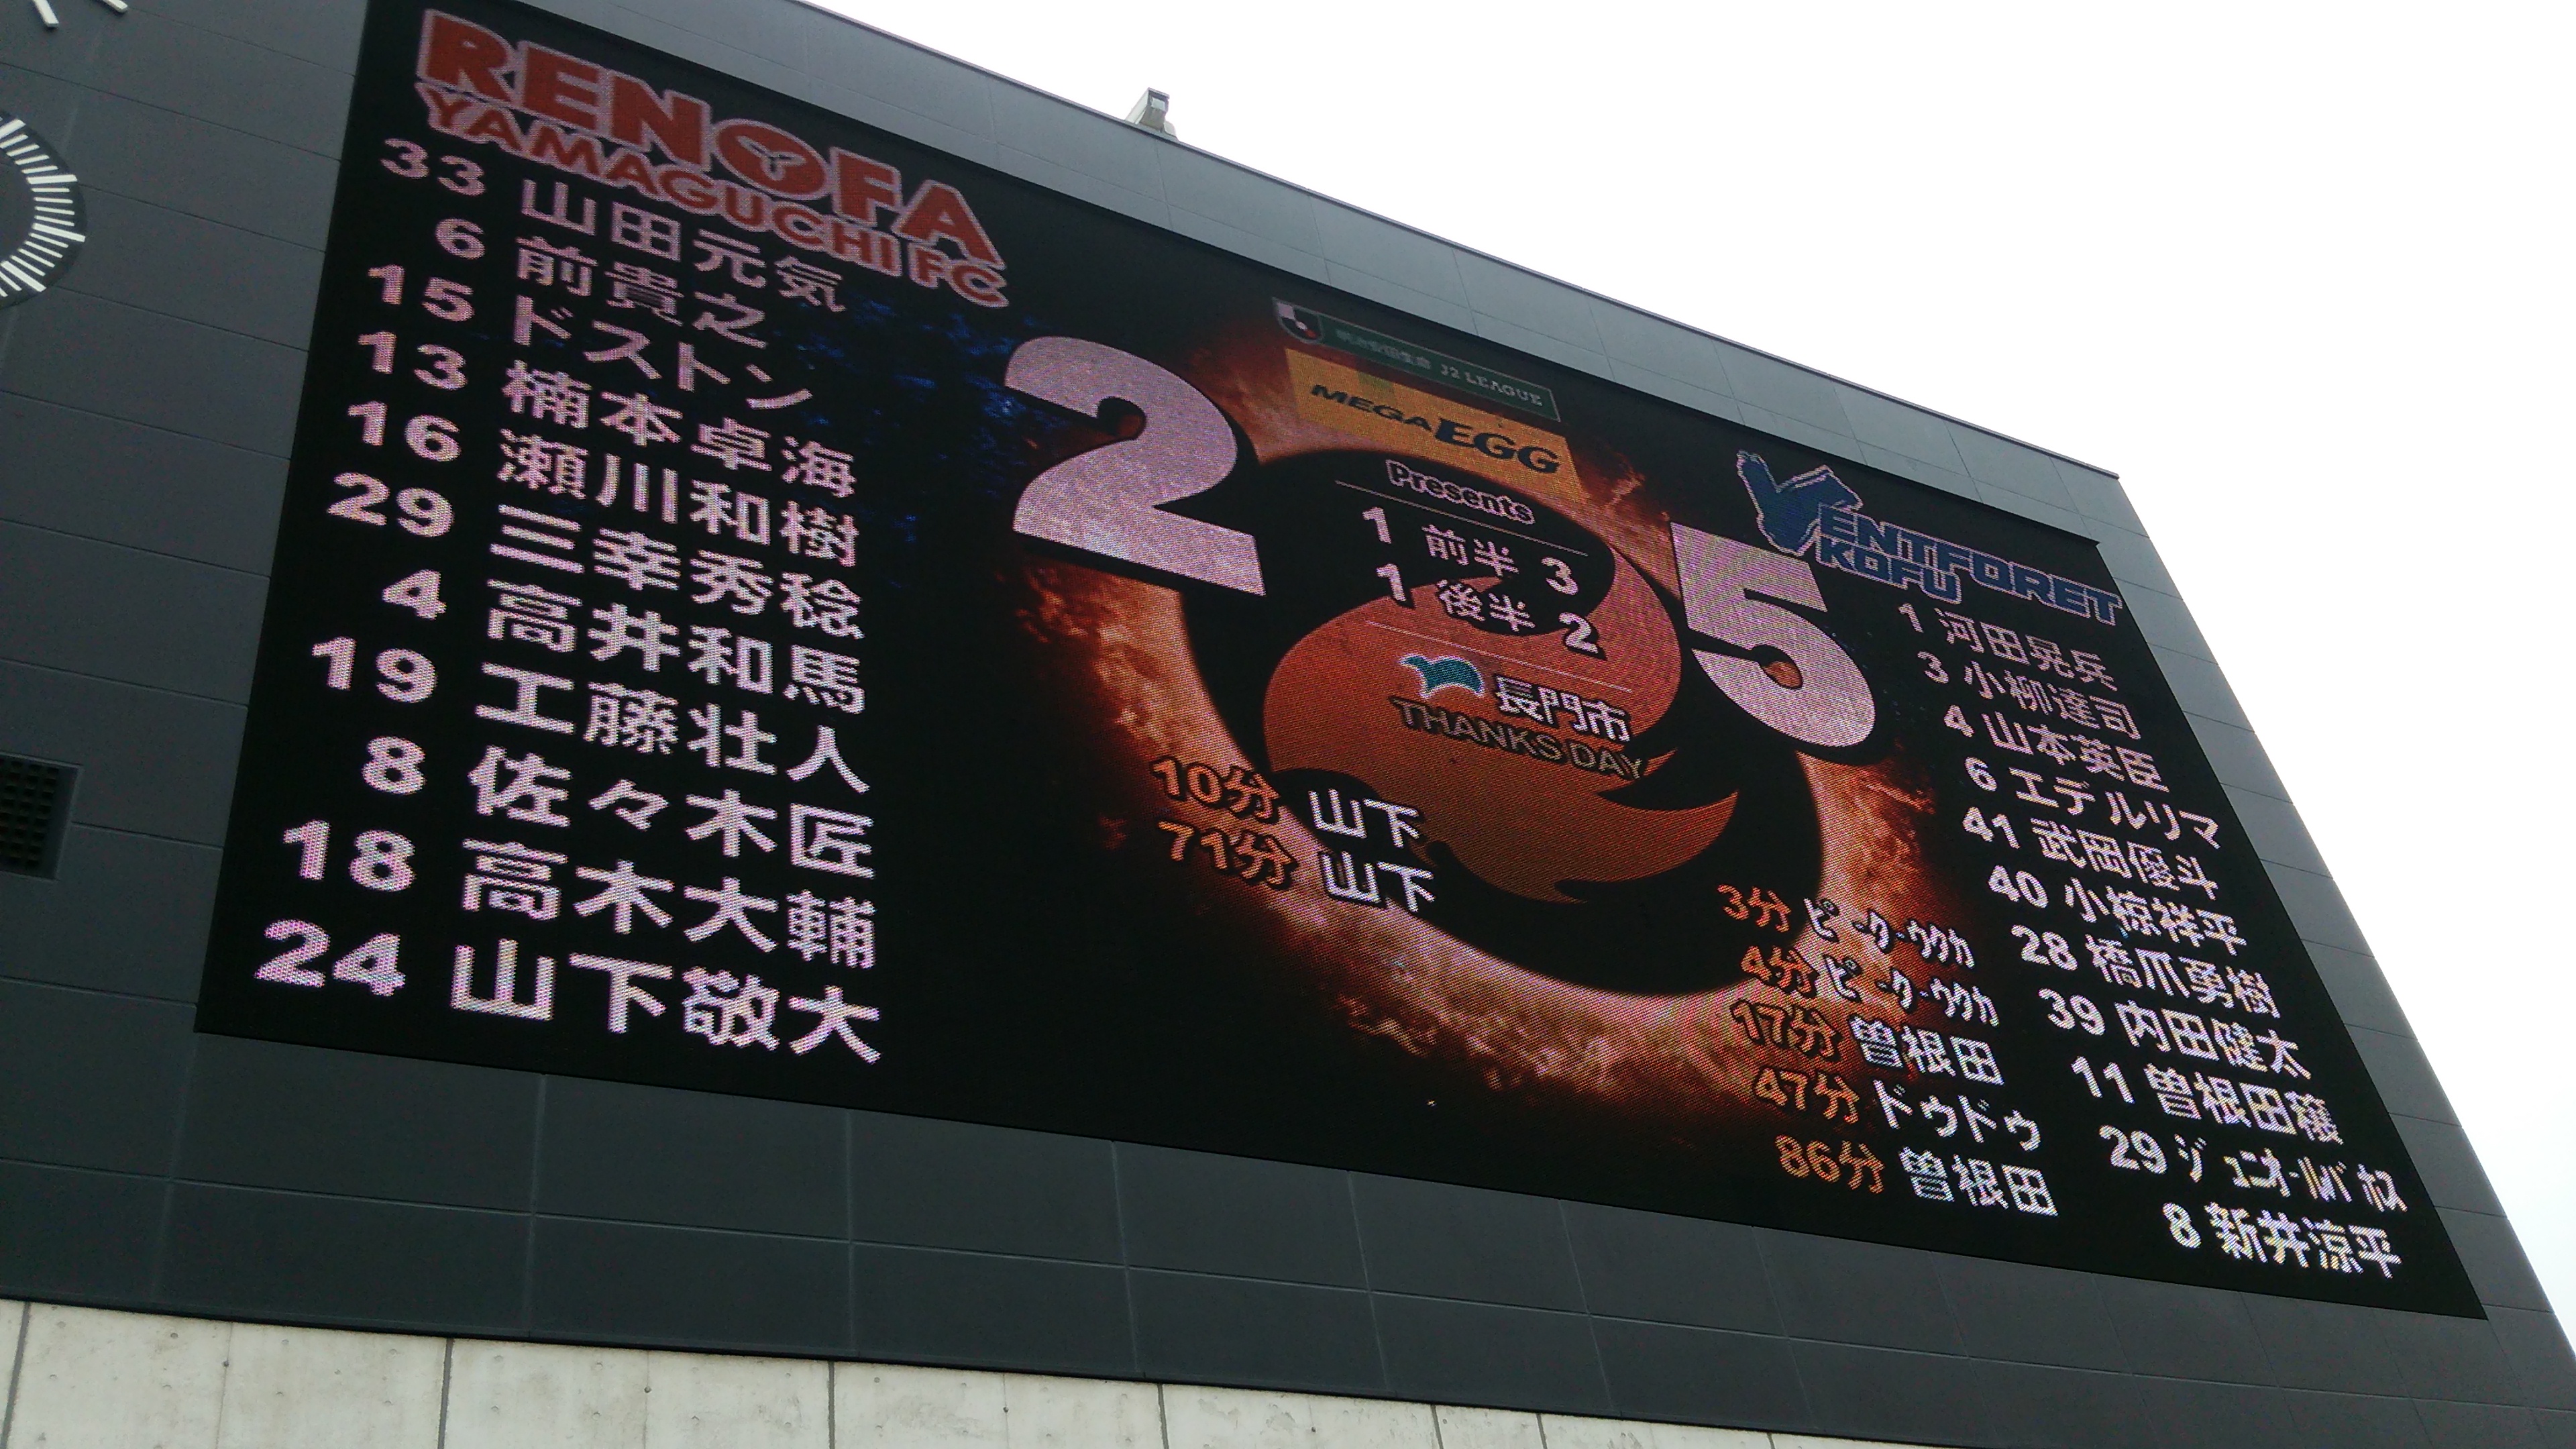 RENOFA
YAMAGUCHI FC
33 山田元気
6 前貴之
15 ドストン
13 楠本卓海
16 瀬川和樹
29 三幸秀稔
4 高井和馬
19 工藤壮人
8 佐々木匠
18 高木大輔
24 山下敬大
2
明治安田生命 J2 LEAGUE
MEGA EGG
Presents
1 前半 3
1 後半 2
長門市
THANKS DAY
10分 山下
71分 山下
5
VENTFORET
KOFU
1 河田晃兵
3 小柳達司
4 山本英臣
6 エデルリマ
41 武岡優斗
40 小椋祥平
28 橋爪勇樹
39 内田健太
11 曽根田穣
29 ｼﾞｭﾆｵｰﾙﾊﾞﾎｽ
8 新井涼平
3分 ﾋﾟｰﾀｰｳﾀｶ
4分 ﾋﾟｰﾀｰｳﾀｶ
17分 曽根田
47分 ドゥドゥ
86分 曽根田